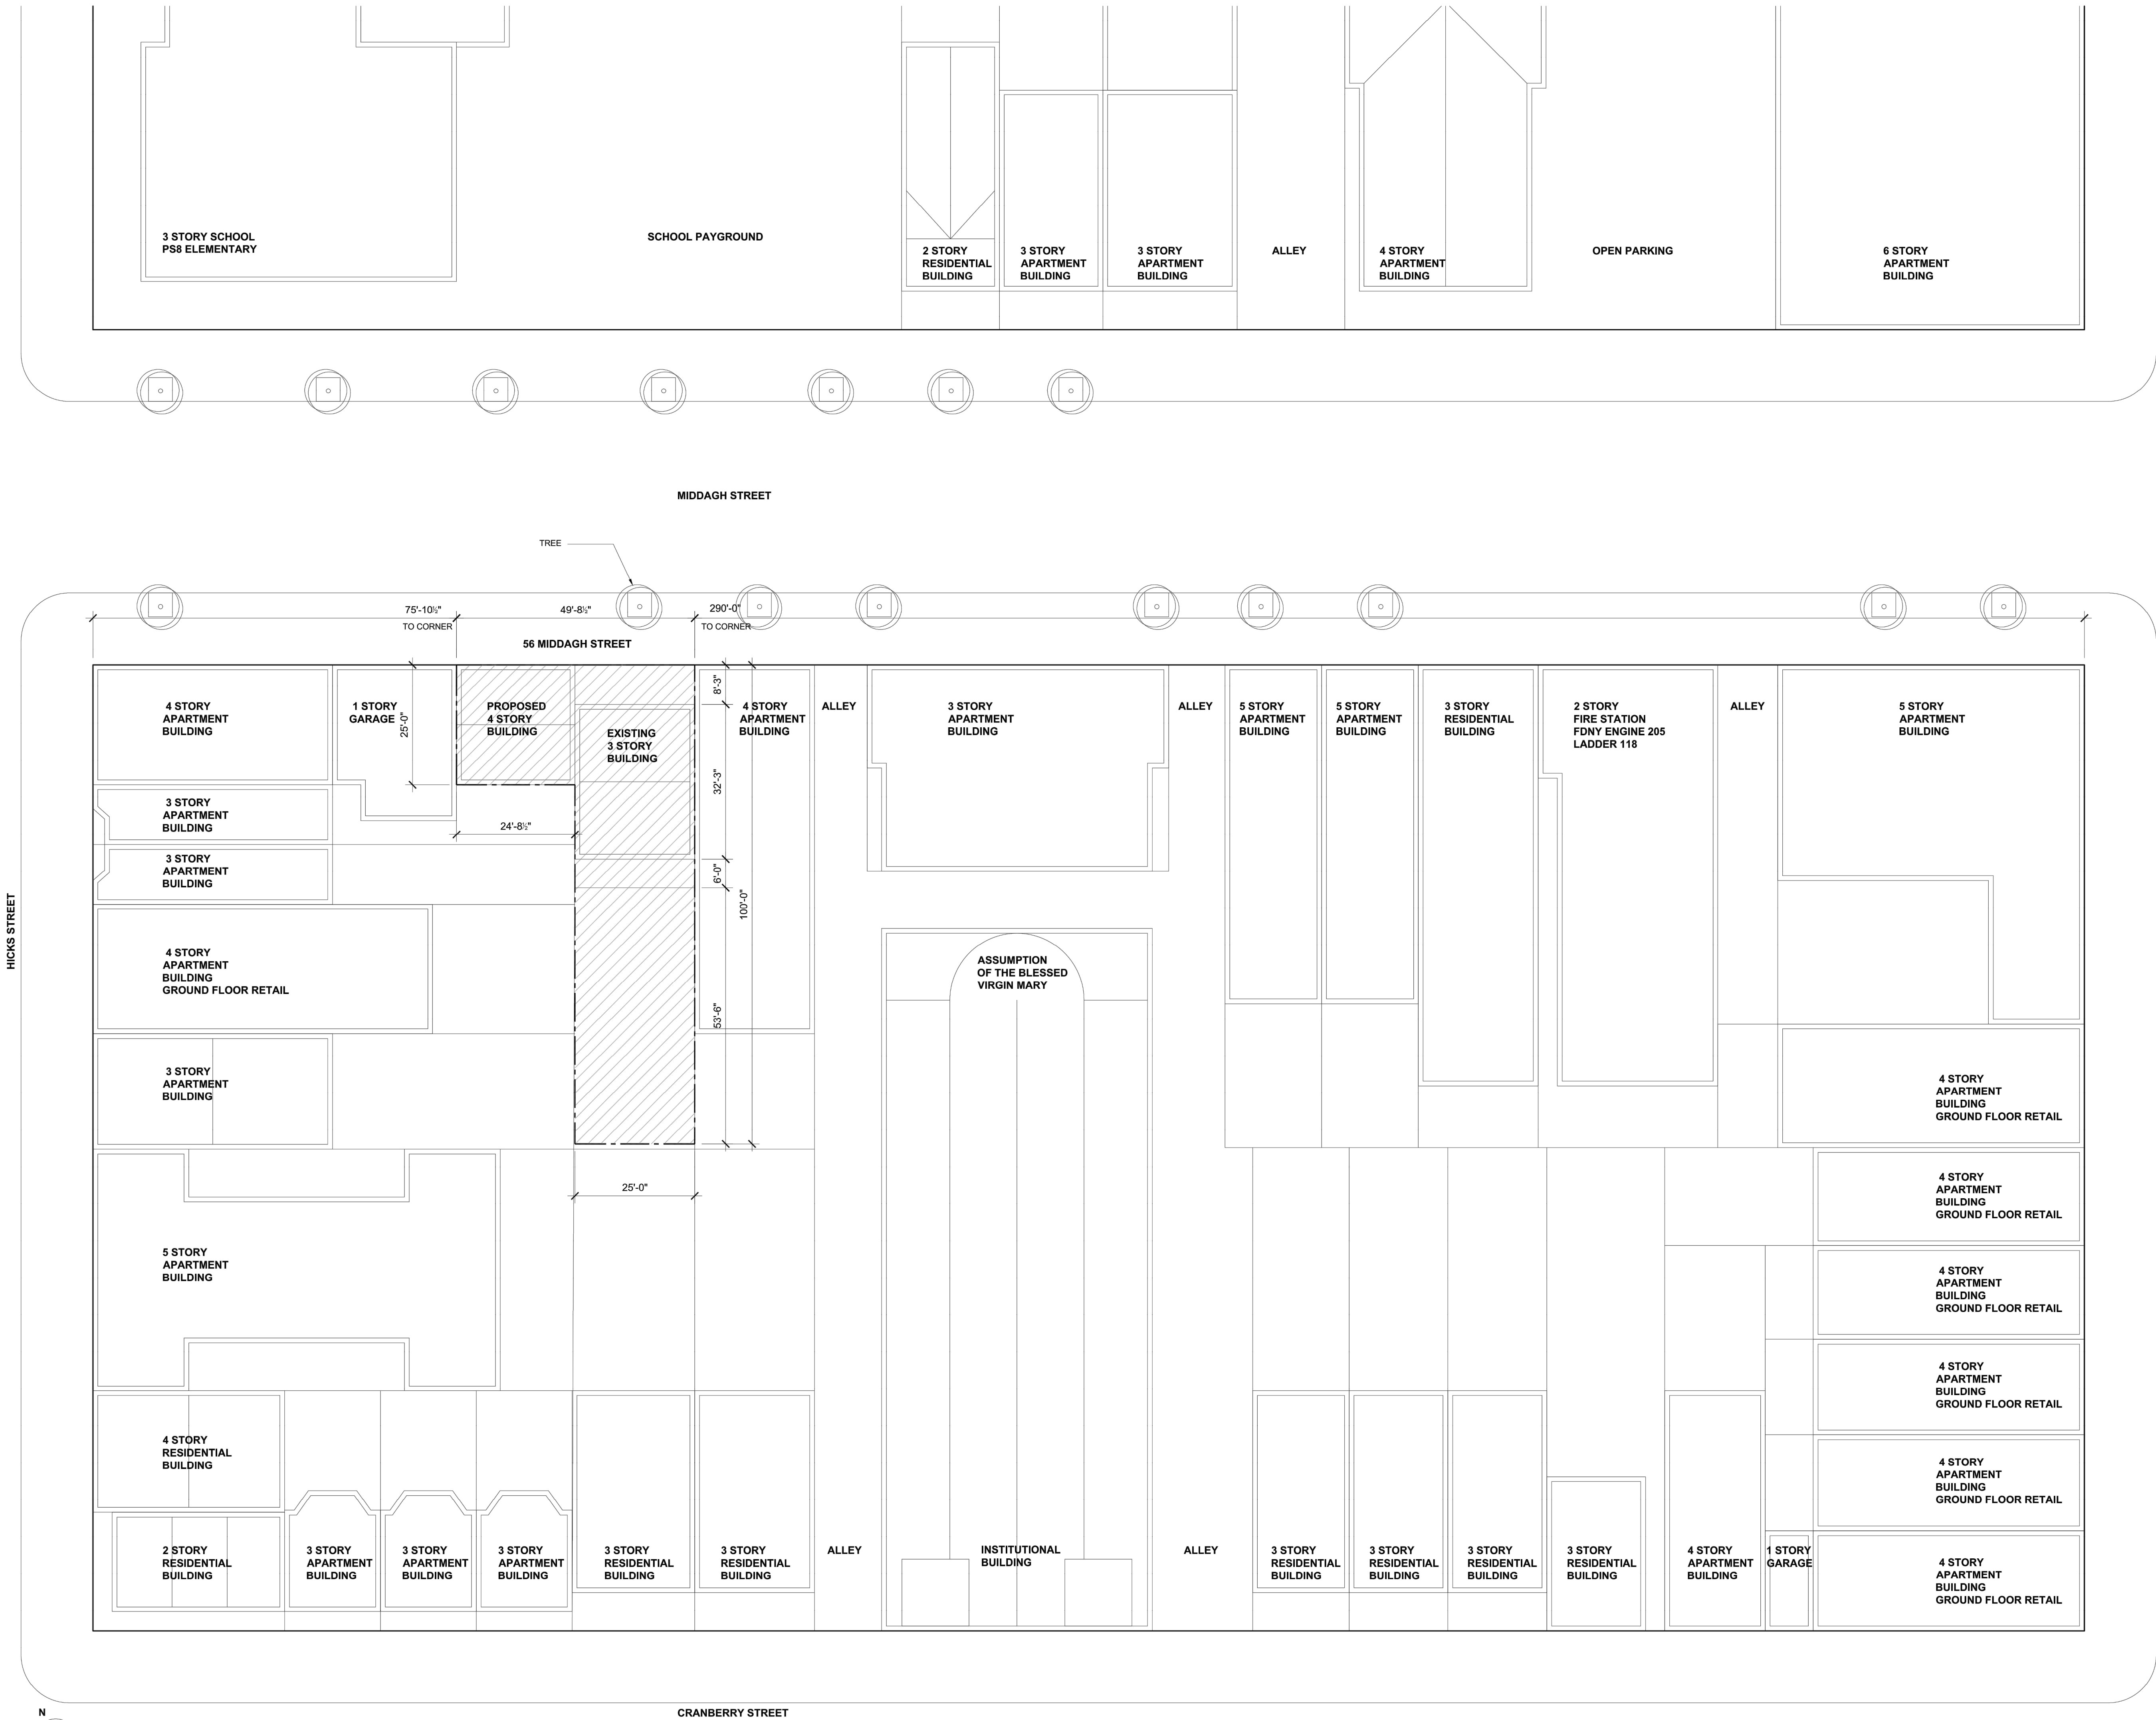 3 STORY SCHOOL
PS8 ELEMENTARY
SCHOOL PAYGROUND
2 STORY
RESIDENTIAL
BUILDING
3 STORY
APARTMENT
BUILDING
3 STORY
APARTMENT
BUILDING
ALLEY
4 STORY
APARTMENT
BUILDING
OPEN PARKING
6 STORY
APARTMENT
BUILDING
MIDDAGH STREET
TREE
75'-10½"
TO CORNER
49'-8½"
290'-0"
TO CORNER
56 MIDDAGH STREET
4 STORY
APARTMENT
BUILDING
1 STORY
GARAGE
25'-0"
PROPOSED
4 STORY
BUILDING
EXISTING
3 STORY
BUILDING
8'-3"
32'-3"
6'-0"
53'-6"
100'-0"
24'-8½"
25'-0"
4 STORY
APARTMENT
BUILDING
ALLEY
3 STORY
APARTMENT
BUILDING
ALLEY
5 STORY
APARTMENT
BUILDING
5 STORY
APARTMENT
BUILDING
3 STORY
RESIDENTIAL
BUILDING
2 STORY
FIRE STATION
FDNY ENGINE 205
LADDER 118
ALLEY
5 STORY
APARTMENT
BUILDING
3 STORY
APARTMENT
BUILDING
3 STORY
APARTMENT
BUILDING
HICKS STREET
4 STORY
APARTMENT
BUILDING
GROUND FLOOR RETAIL
ASSUMPTION
OF THE BLESSED
VIRGIN MARY
3 STORY
APARTMENT
BUILDING
4 STORY
APARTMENT
BUILDING
GROUND FLOOR RETAIL
4 STORY
APARTMENT
BUILDING
GROUND FLOOR RETAIL
5 STORY
APARTMENT
BUILDING
4 STORY
APARTMENT
BUILDING
GROUND FLOOR RETAIL
4 STORY
APARTMENT
BUILDING
GROUND FLOOR RETAIL
4 STORY
RESIDENTIAL
BUILDING
4 STORY
APARTMENT
BUILDING
GROUND FLOOR RETAIL
2 STORY
RESIDENTIAL
BUILDING
3 STORY
APARTMENT
BUILDING
3 STORY
APARTMENT
BUILDING
3 STORY
APARTMENT
BUILDING
3 STORY
RESIDENTIAL
BUILDING
3 STORY
RESIDENTIAL
BUILDING
ALLEY
INSTITUTIONAL
BUILDING
ALLEY
3 STORY
RESIDENTIAL
BUILDING
3 STORY
RESIDENTIAL
BUILDING
3 STORY
RESIDENTIAL
BUILDING
3 STORY
RESIDENTIAL
BUILDING
4 STORY
APARTMENT
BUILDING
1 STORY
GARAGE
4 STORY
APARTMENT
BUILDING
GROUND FLOOR RETAIL
N
CRANBERRY STREET